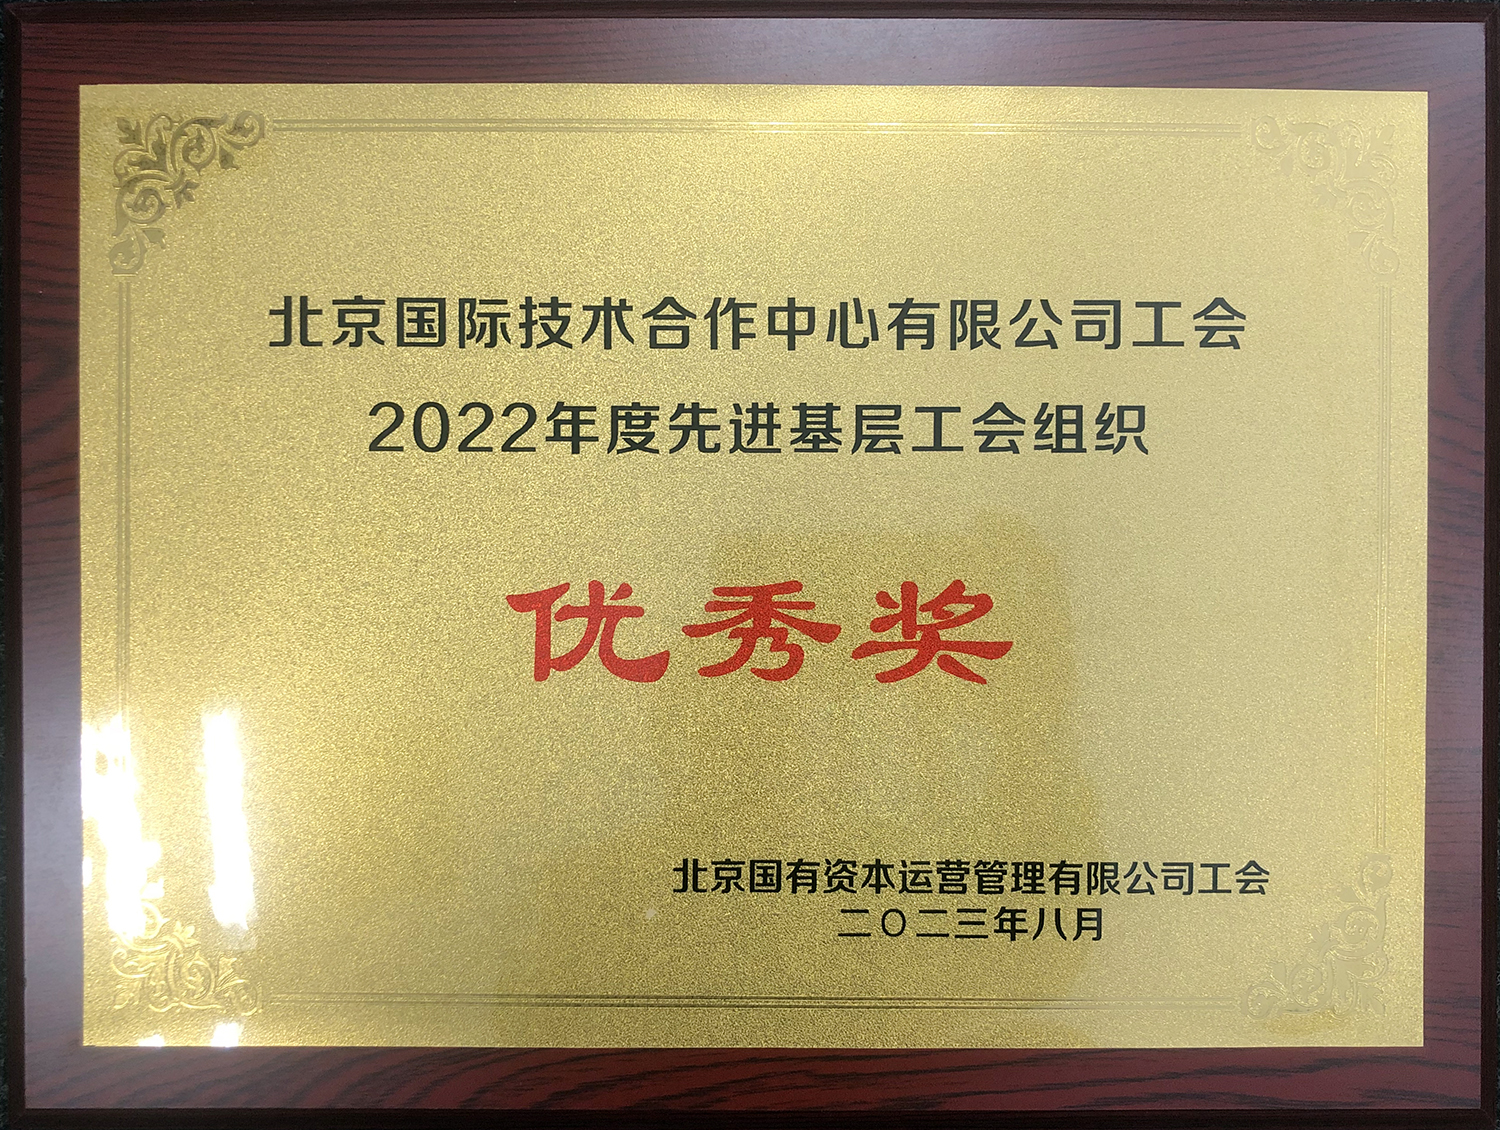 北京国际技术合作中心有限公司工会
2022年度先进基层工会组织
优秀奖
北京国有资本运营管理有限公司工会
二〇二三年八月